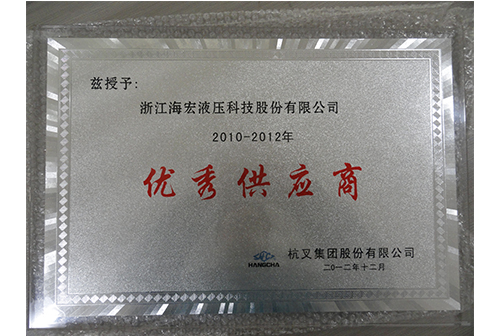 兹授予:
浙江海宏液压科技股份有限公司
2010-2012年
优秀供应商
HANGCHA 杭叉集团股份有限公司
二〇一二年十二月